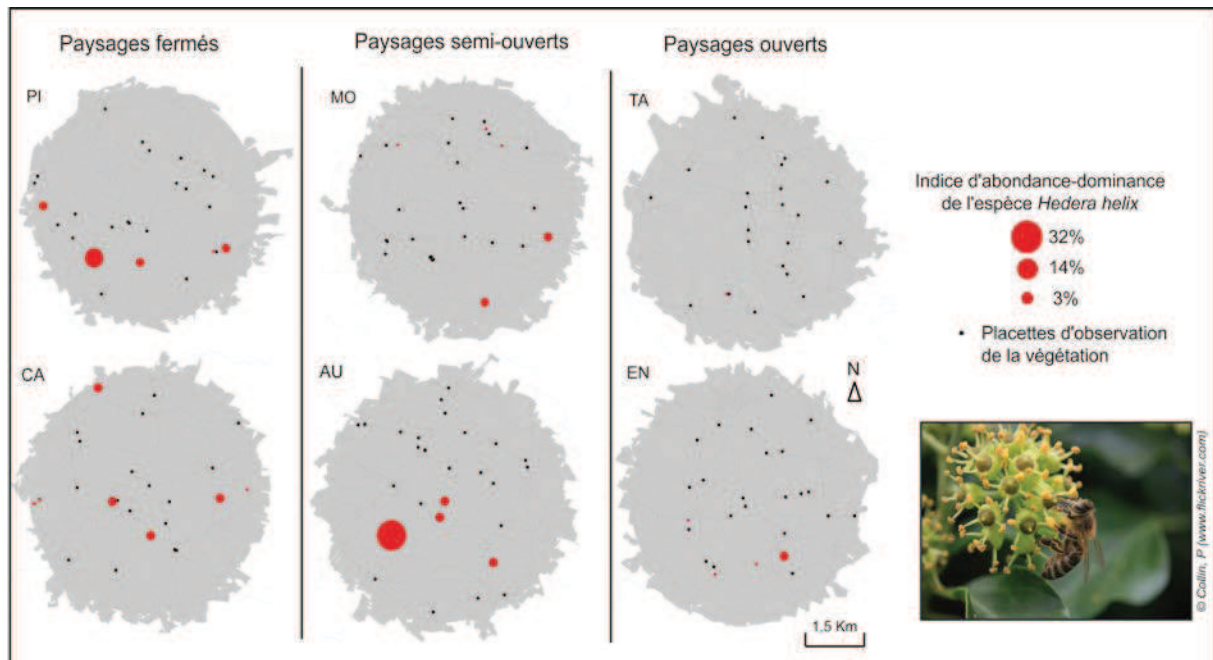 Paysages fermés
Paysages semi-ouverts
Paysages ouverts
PI
MO
TA
CA
AU
EN
N
1,5 Km
Indice d'abondance-dominance
de l'espèce Hedera helix
32%
14%
3%
Placettes d'observation
de la végétation
© Collin, P (www.flickriver.com)